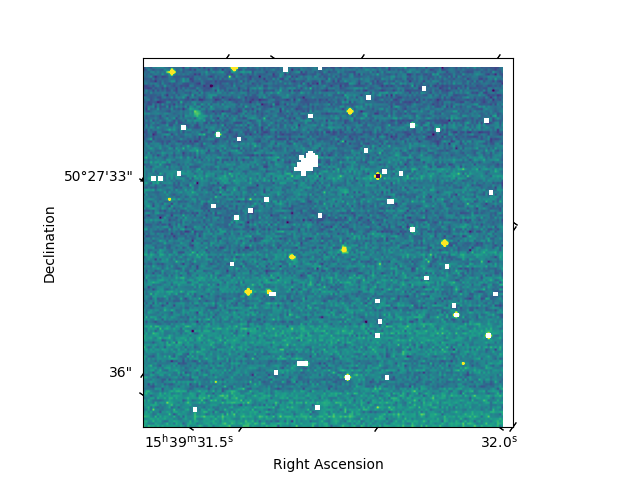 Declination
50°27'33"
36"
15ʰ39ᵐ31.5ˢ
32.0ˢ
Right Ascension